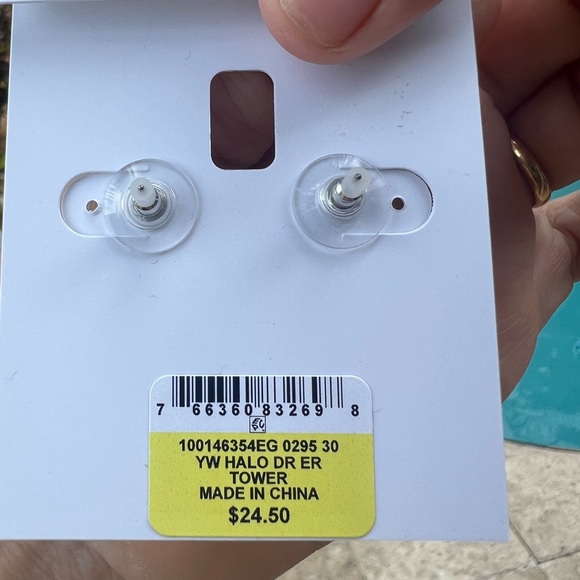 7 66360 83269 8
100146354EG 0295 30
YW HALO DR ER
TOWER
MADE IN CHINA
$24.50